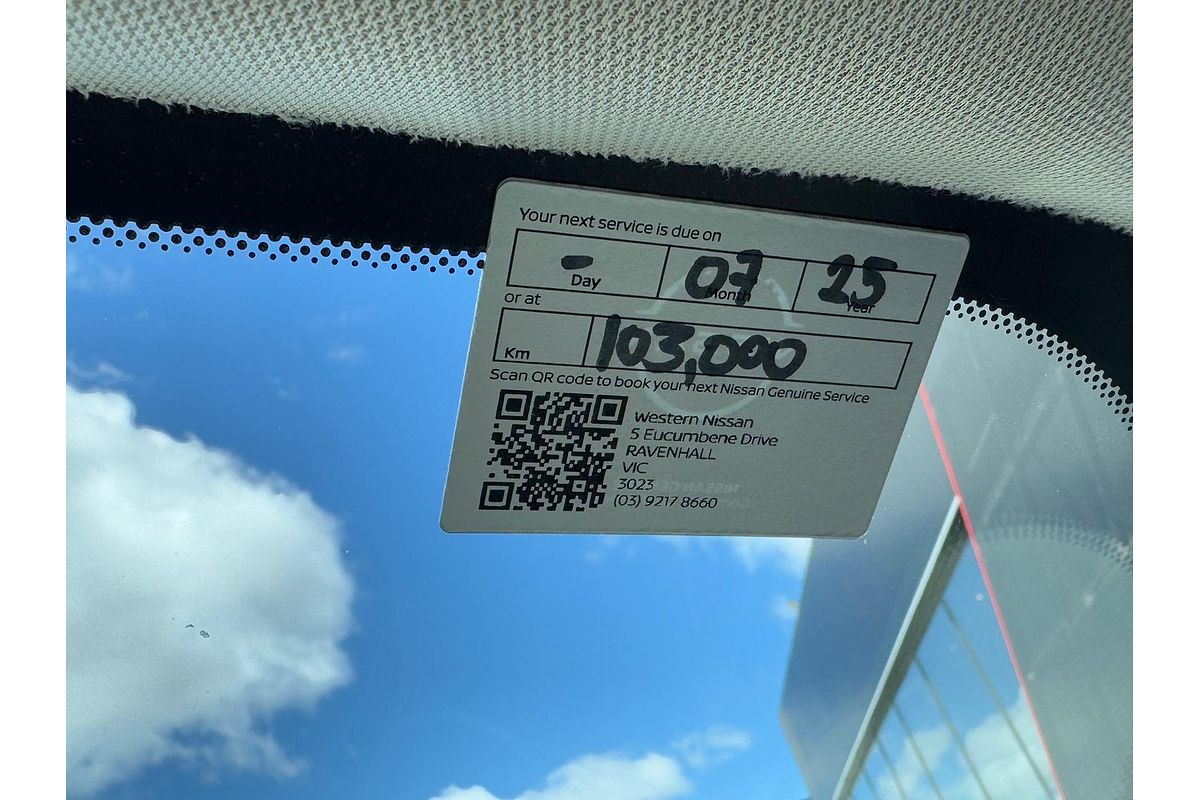 Your next service is due on
- 07 25
Day Month Year
or at
Km 103,000
Scan QR code to book your next Nissan Genuine Service
Western Nissan
5 Eucumbene Drive
RAVENHALL
VIC
3023
(03) 9217 8660